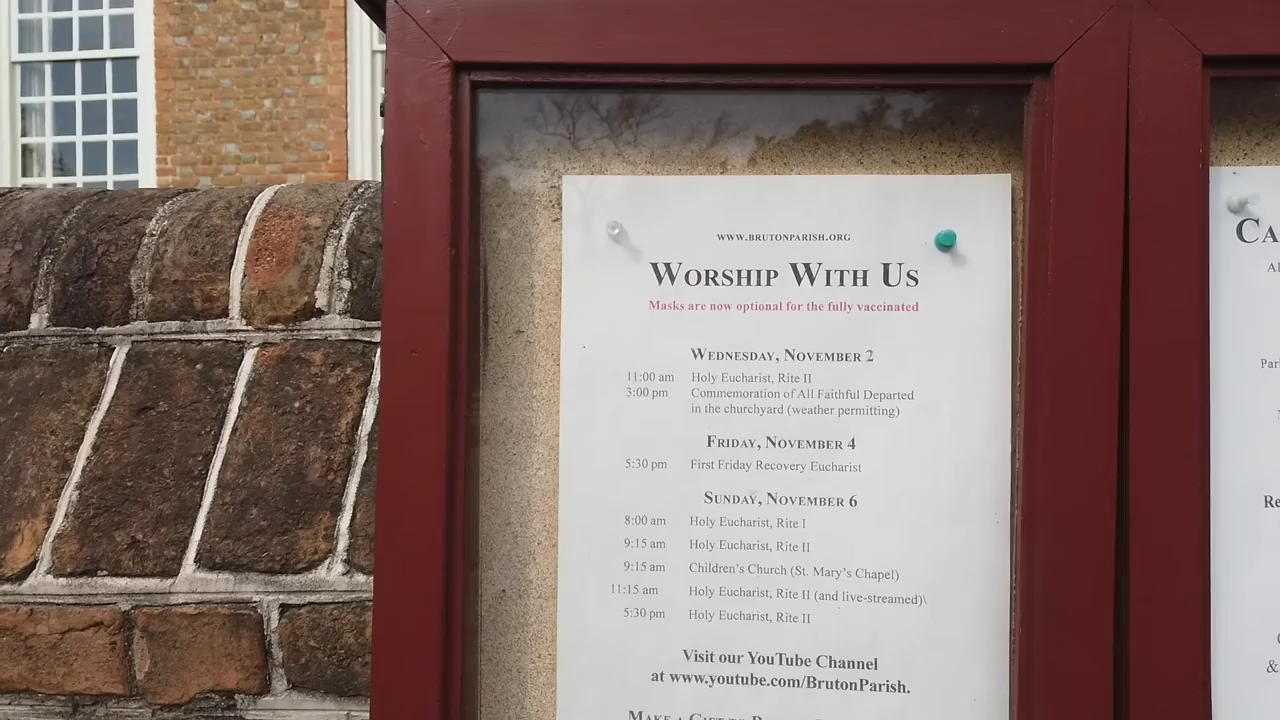 WWW.BRUTONPARISH.ORG
WORSHIP WITH US
Masks are now optional for the fully vaccinated
WEDNESDAY, NOVEMBER 2
11:00 am Holy Eucharist, Rite II
3:00 pm Commemoration of All Faithful Departed
in the churchyard (weather permitting)
FRIDAY, NOVEMBER 4
5:30 pm First Friday Recovery Eucharist
SUNDAY, NOVEMBER 6
8:00 am Holy Eucharist, Rite I
9:15 am Holy Eucharist, Rite II
9:15 am Children's Church (St. Mary's Chapel)
11:15 am Holy Eucharist, Rite II (and live-streamed)\
5:30 pm Holy Eucharist, Rite II
Visit our YouTube Channel
at www.youtube.com/BrutonParish.
MAKE A GIFT TO
CA
&